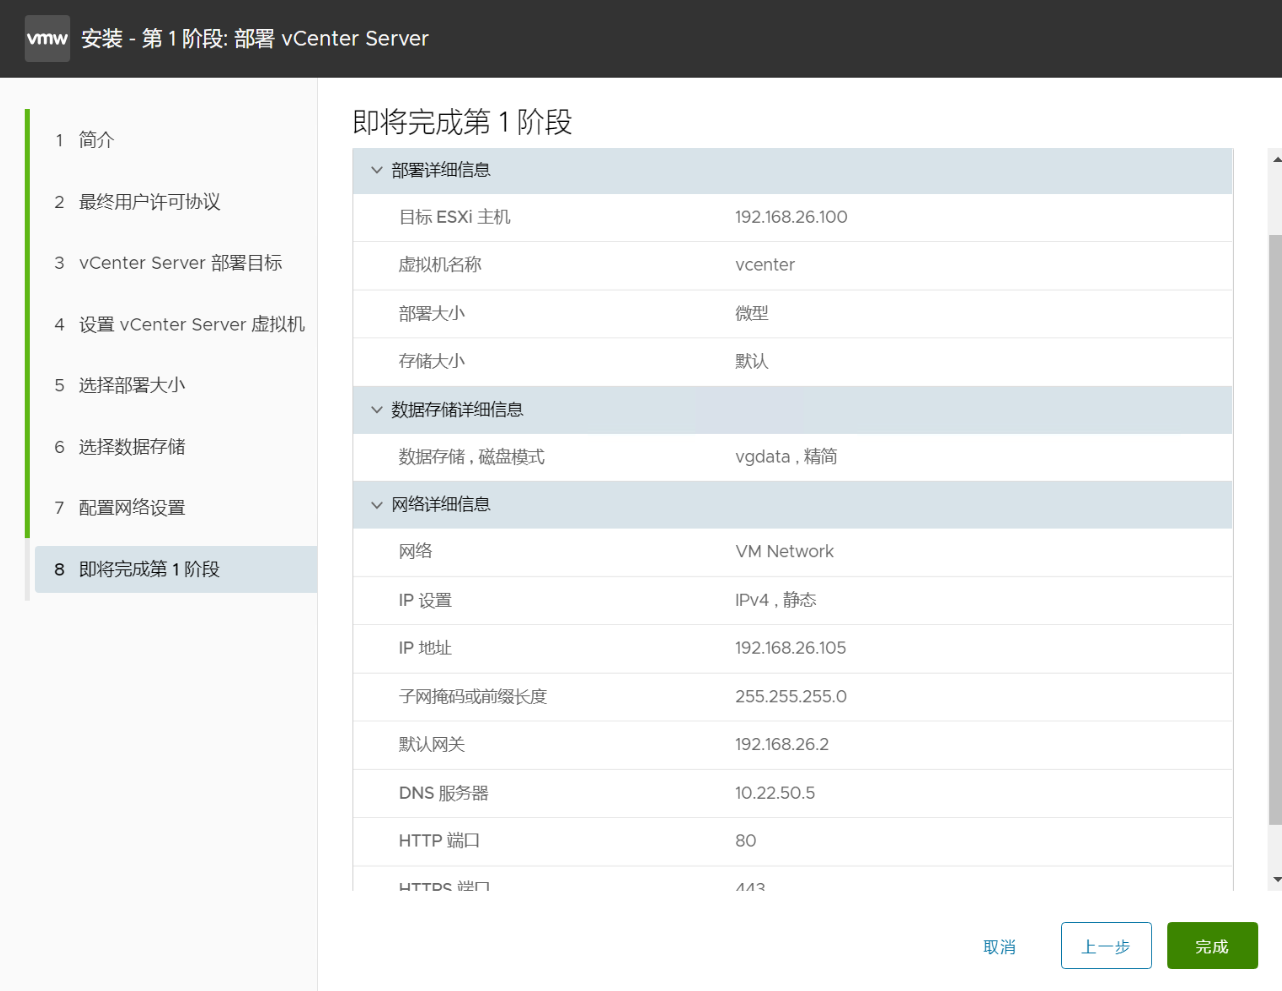 vmw 安装 - 第 1 阶段: 部署 vCenter Server
1 简介
2 最终用户许可协议
3 vCenter Server 部署目标
4 设置 vCenter Server 虚拟机
5 选择部署大小
6 选择数据存储
7 配置网络设置
8 即将完成第 1 阶段
即将完成第 1 阶段
部署详细信息
目标 ESXi 主机 192.168.26.100
虚拟机名称 vcenter
部署大小 微型
存储大小 默认
数据存储详细信息
数据存储 , 磁盘模式 vgdata , 精简
网络详细信息
网络 VM Network
IP 设置 IPv4 , 静态
IP 地址 192.168.26.105
子网掩码或前缀长度 255.255.255.0
默认网关 192.168.26.2
DNS 服务器 10.22.50.5
HTTP 端口 80
HTTPS 端口 443
取消 上一步 完成